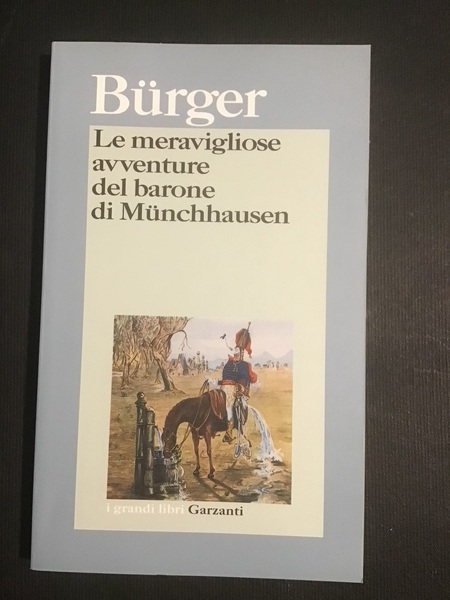 Bürger
Le meravigliose
avventure
del barone
di Münchhausen
i grandi libri Garzanti